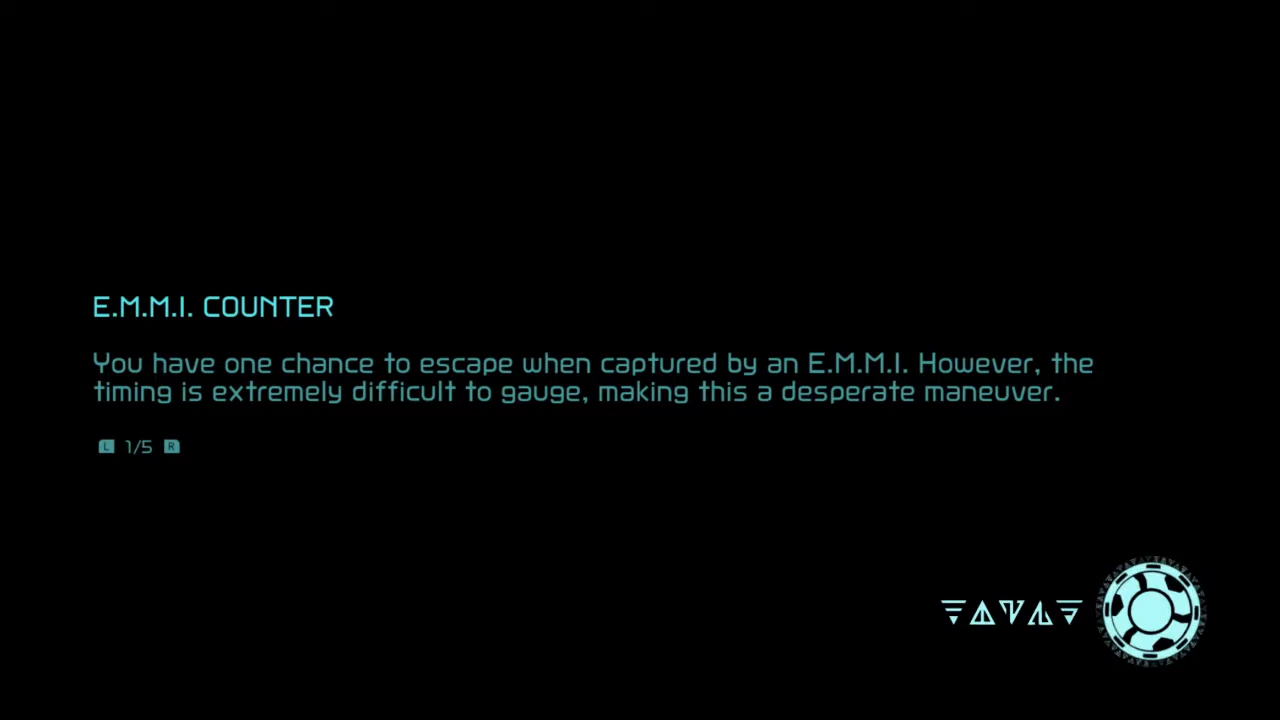 E.M.M.I. COUNTER
You have one chance to escape when captured by an E.M.M.I. However, the
timing is extremely difficult to gauge, making this a desperate maneuver.
L 1/5 R